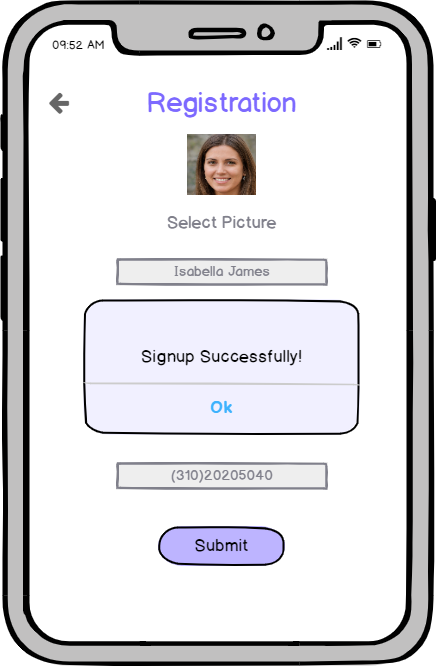 09:52 AM
Registration
Select Picture
Isabella James
Signup Successfully!
Ok
(310)20205040
Submit